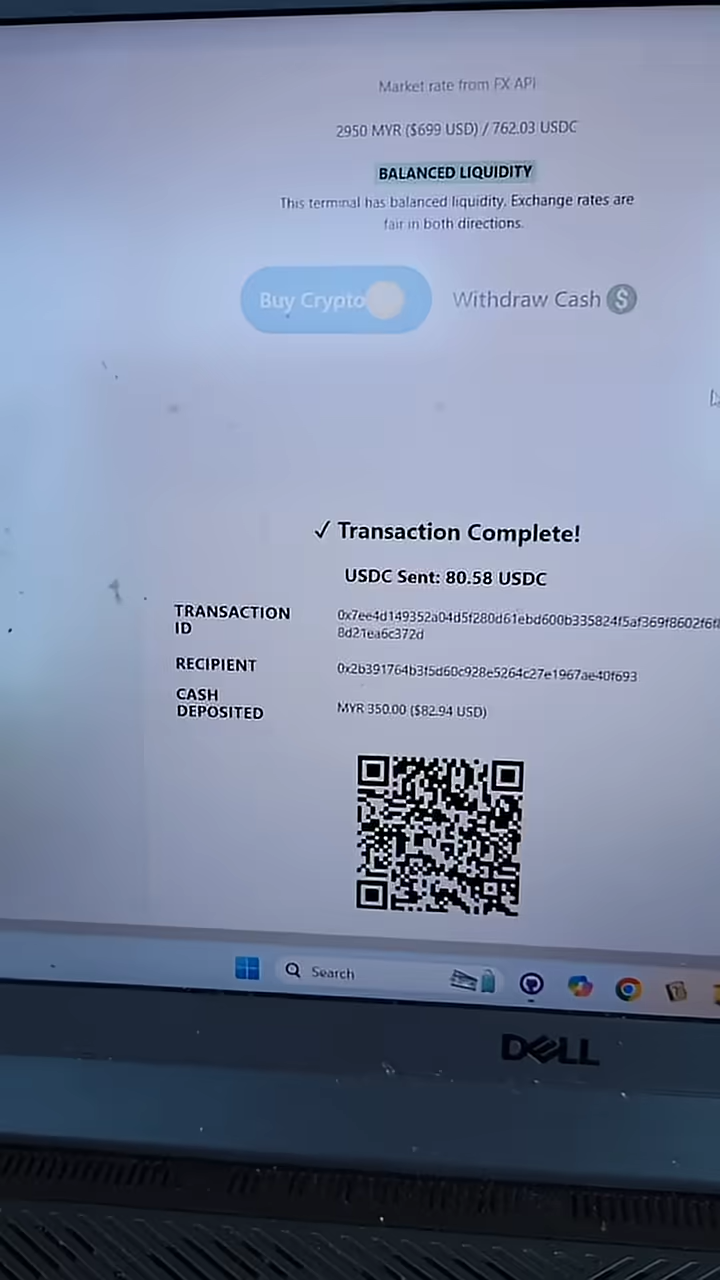 Market rate from FX API
2950 MYR ($699 USD) / 762.03 USDC
BALANCED LIQUIDITY
This terminal has balanced liquidity. Exchange rates are
fair in both directions.
Buy Crypto
Withdraw Cash $
✓ Transaction Complete!
USDC Sent: 80.58 USDC
TRANSACTION
ID
0x7ee4d149352a04d5f280d61ebd600b335824f5af369f8602f6f8
8d21ea6c372d
RECIPIENT
0x2b391764b3f5d60c928e5264c27e1967ae40f693
CASH
DEPOSITED
MYR 350.00 ($82.94 USD)
Search
DELL